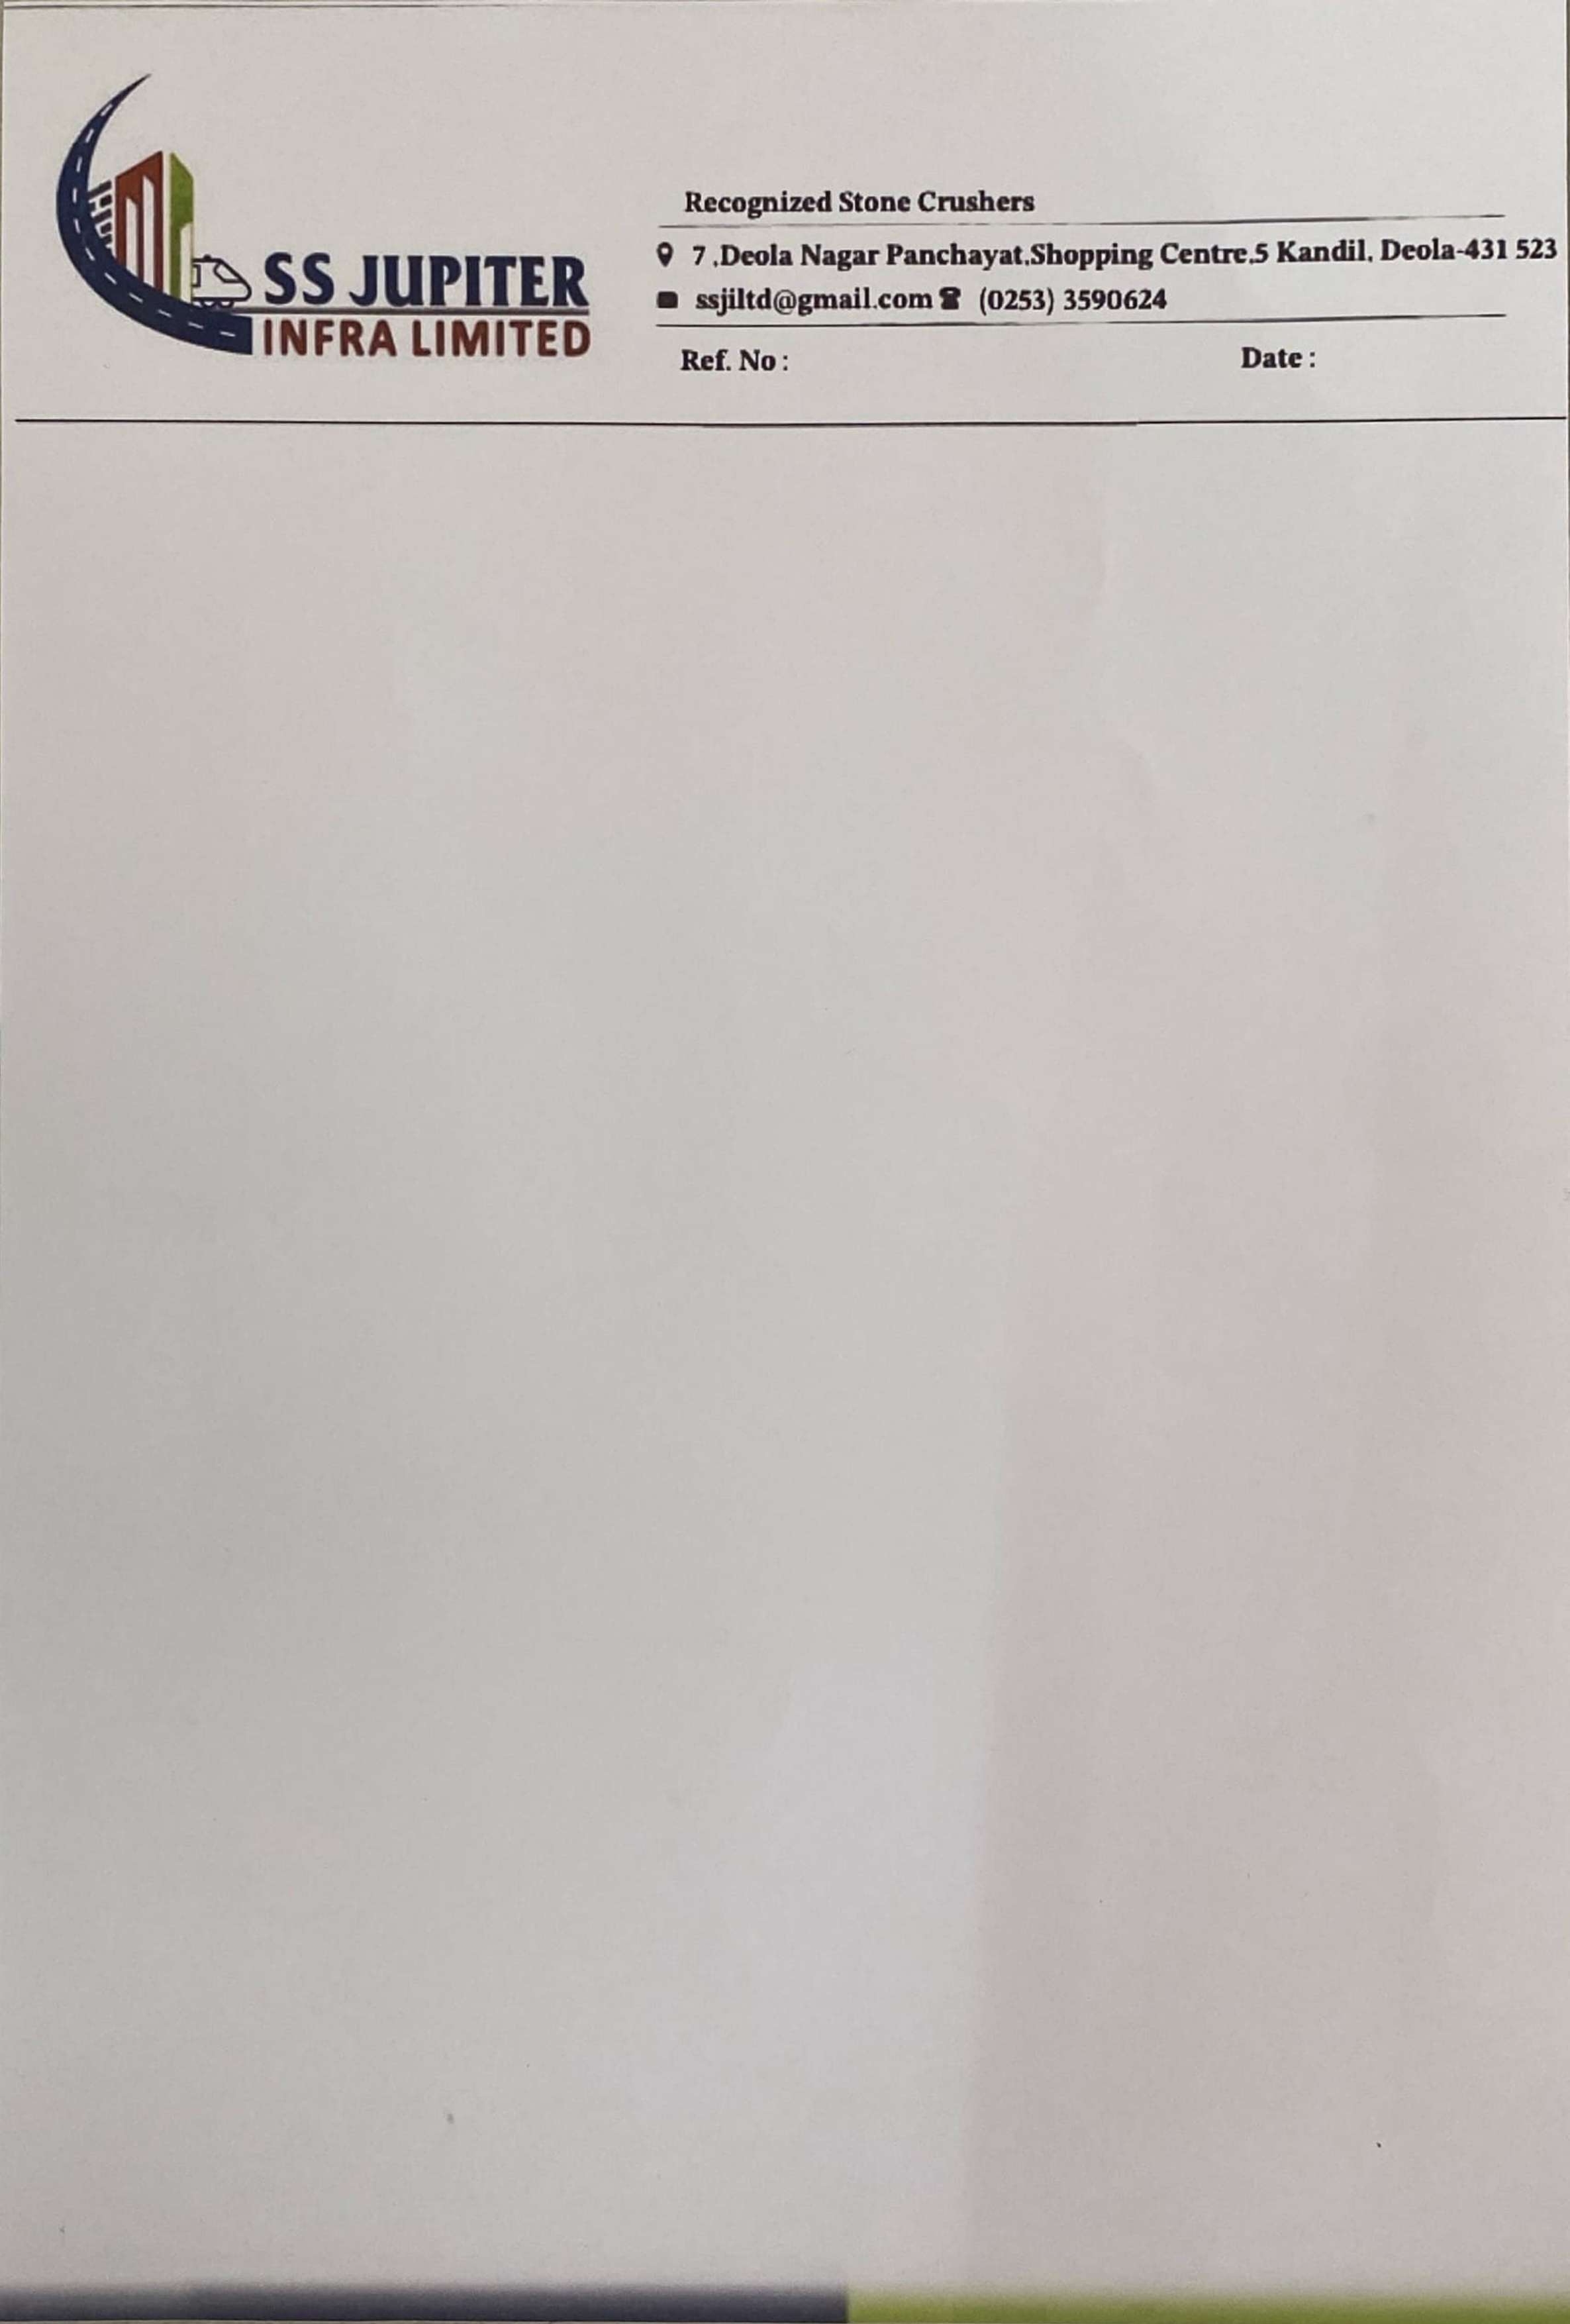 SS JUPITER
INFRA LIMITED
Recognized Stone Crushers
7 ,Deola Nagar Panchayat,Shopping Centre,5 Kandil, Deola-431 523
ssjiltd@gmail.com (0253) 3590624
Ref. No : Date :